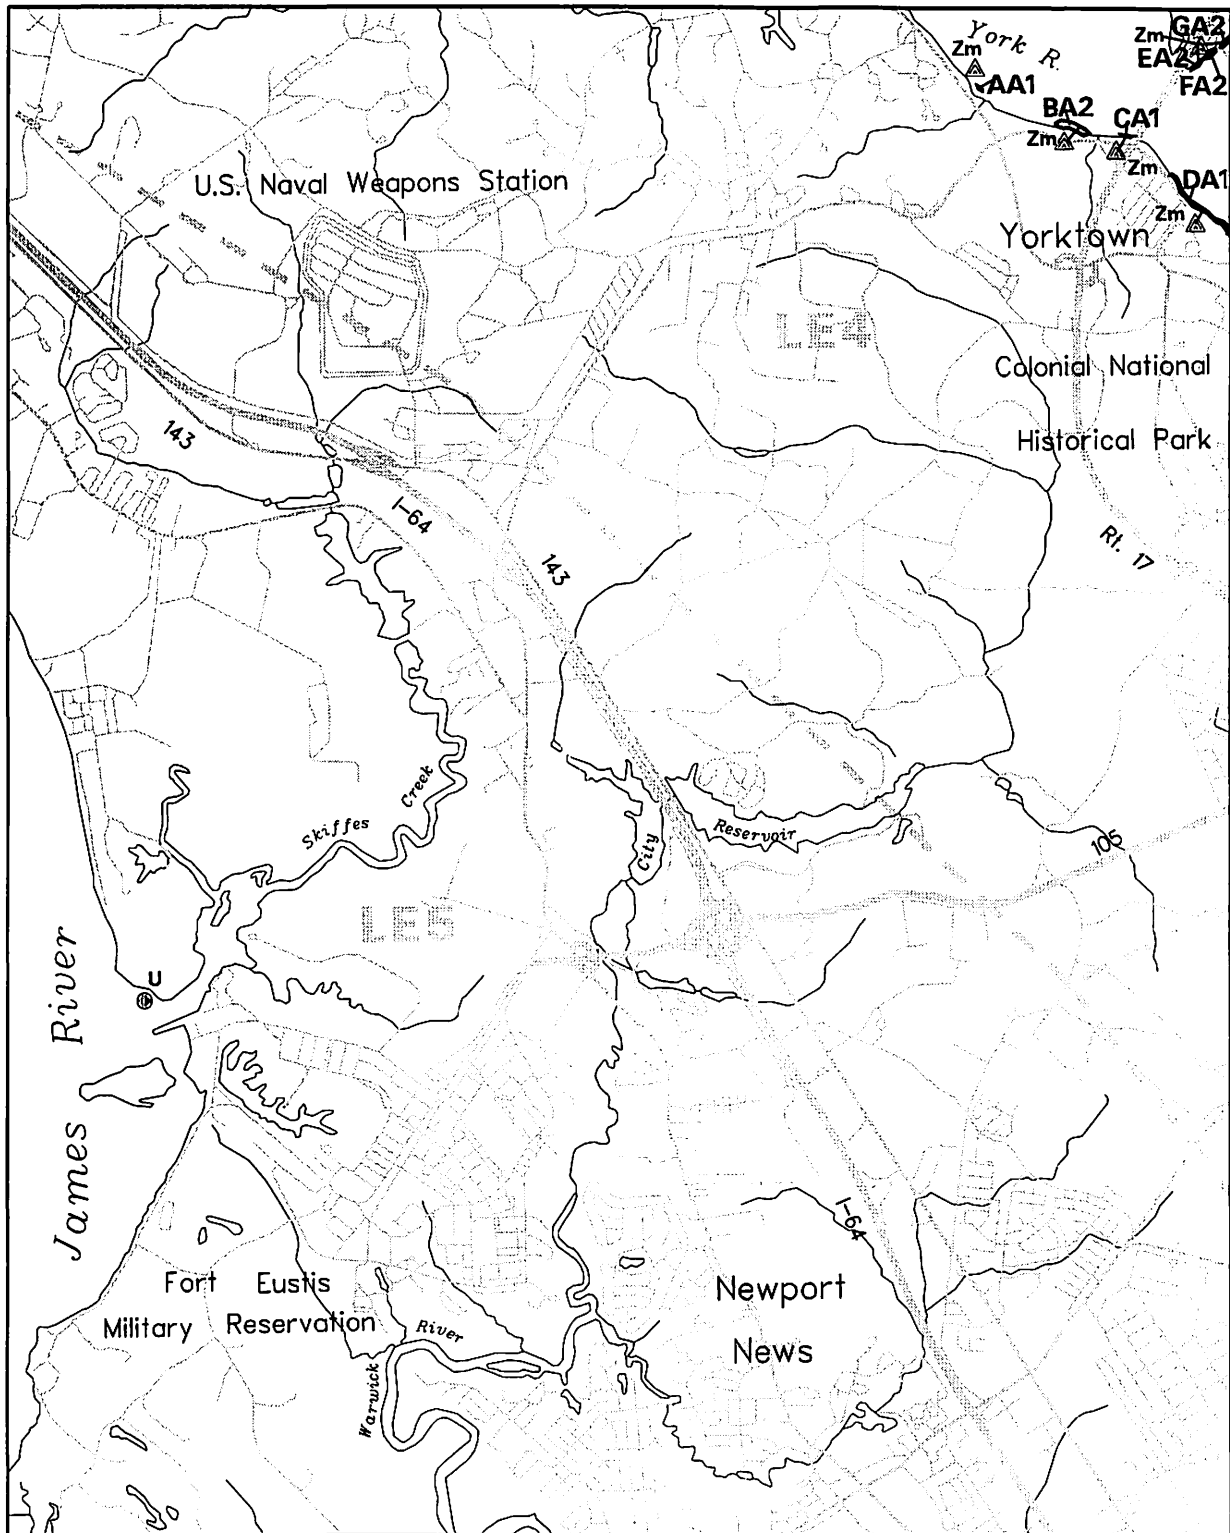 York R.
Zm
AA1
BA2
Zm
CA1
Zm
Zm
GA2
EA2
FA2
DA1
Zm
U.S. Naval Weapons Station
Yorktown
LE4
Colonial National
Historical Park
143
I-64
143
Rt. 17
Skiffes
Creek
City
Reservoir
105
LE5
U
James River
Fort Eustis
Military Reservation
Warwick
River
I-64
Newport
News